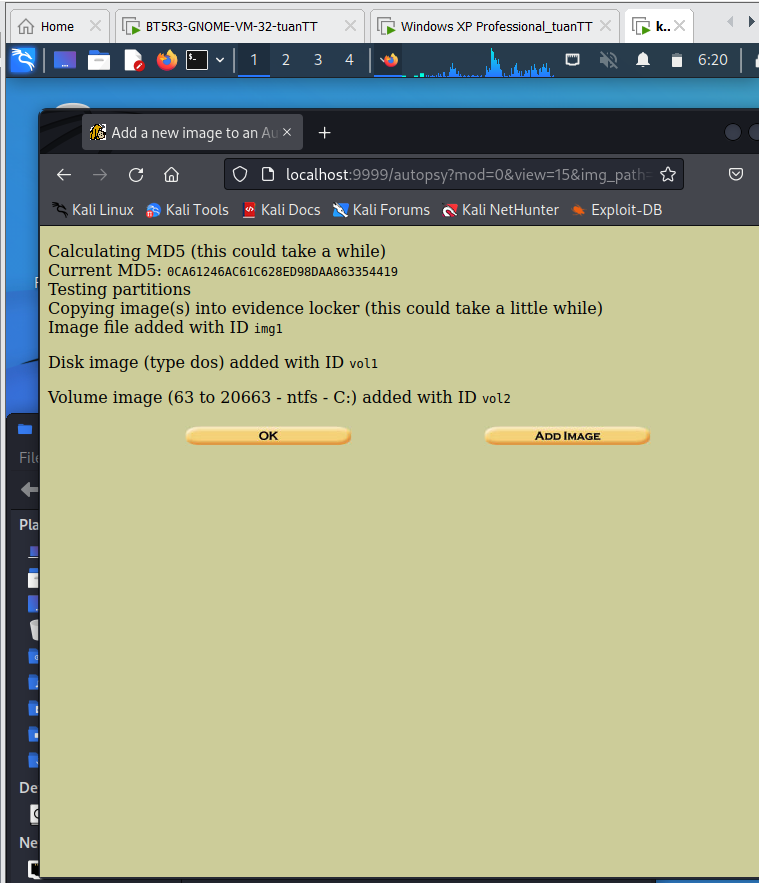 Home
BT5R3-GNOME-VM-32-tuanTT
Windows XP Professional_tuanTT
k..
1 2 3 4
6:20
Add a new image to an Au
localhost:9999/autopsy?mod=0&view=15&img_path=
Kali Linux
Kali Tools
Kali Docs
Kali Forums
Kali NetHunter
Exploit-DB
Calculating MD5 (this could take a while)
Current MD5: 0CA61246AC61C628ED98DAA863354419
Testing partitions
Copying image(s) into evidence locker (this could take a little while)
Image file added with ID img1
Disk image (type dos) added with ID vol1
Volume image (63 to 20663 - ntfs - C:) added with ID vol2
OK
ADD IMAGE
File
Pla
De
Ne